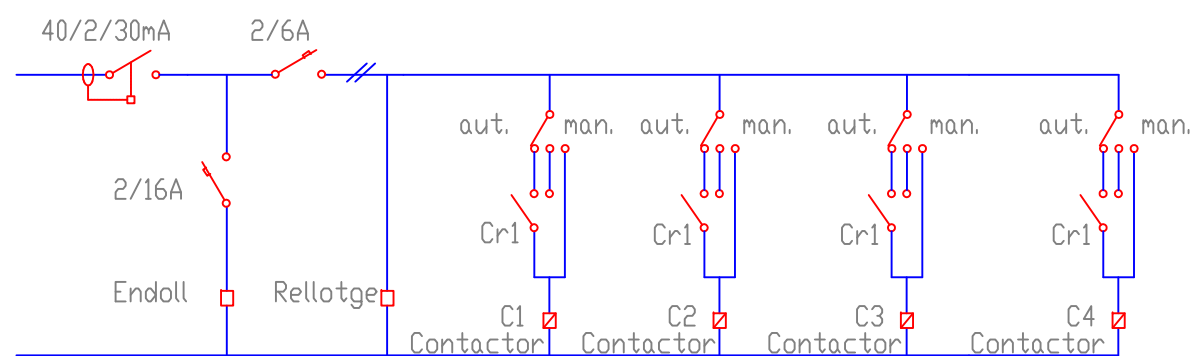 40/2/30mA 2/6A
aut. man. aut. man. aut. man. aut. man.
2/16A
Cr1 Cr1 Cr1 Cr1
Endoll Rellotge
C1 C2 C3 C4
Contactor Contactor Contactor Contactor